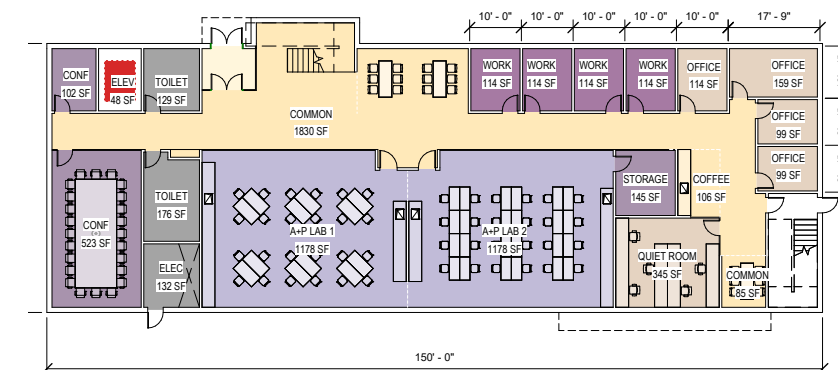 10' - 0"
10' - 0"
10' - 0"
10' - 0"
10' - 0"
17' - 9"
CONF
102 SF
ELEV
48 SF
TOILET
129 SF
COMMON
1830 SF
WORK
114 SF
WORK
114 SF
WORK
114 SF
WORK
114 SF
OFFICE
114 SF
OFFICE
159 SF
OFFICE
99 SF
OFFICE
99 SF
CONF
523 SF
TOILET
176 SF
ELEC
132 SF
A+P LAB 1
1178 SF
A+P LAB 2
1178 SF
STORAGE
145 SF
COFFEE
106 SF
QUIET ROOM
345 SF
COMMON
85 SF
150' - 0"